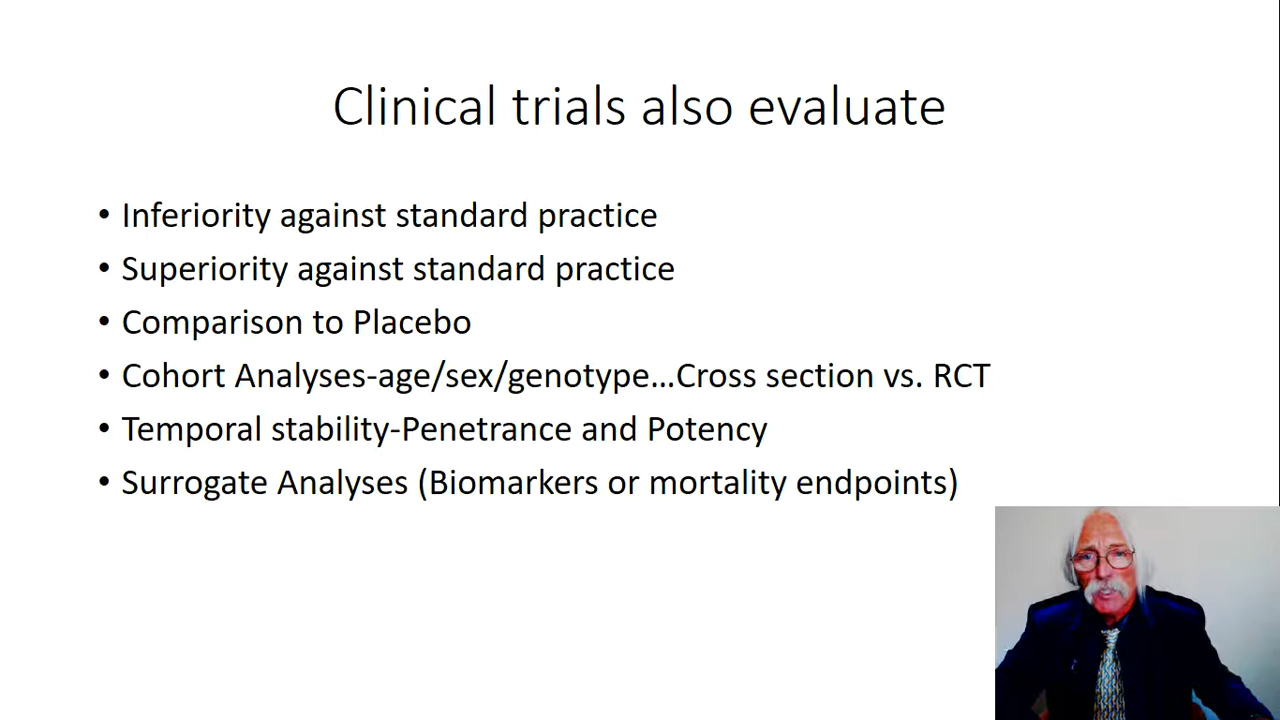 Clinical trials also evaluate
• Inferiority against standard practice
• Superiority against standard practice
• Comparison to Placebo
• Cohort Analyses-age/sex/genotype...Cross section vs. RCT
• Temporal stability-Penetrance and Potency
• Surrogate Analyses (Biomarkers or mortality endpoints)